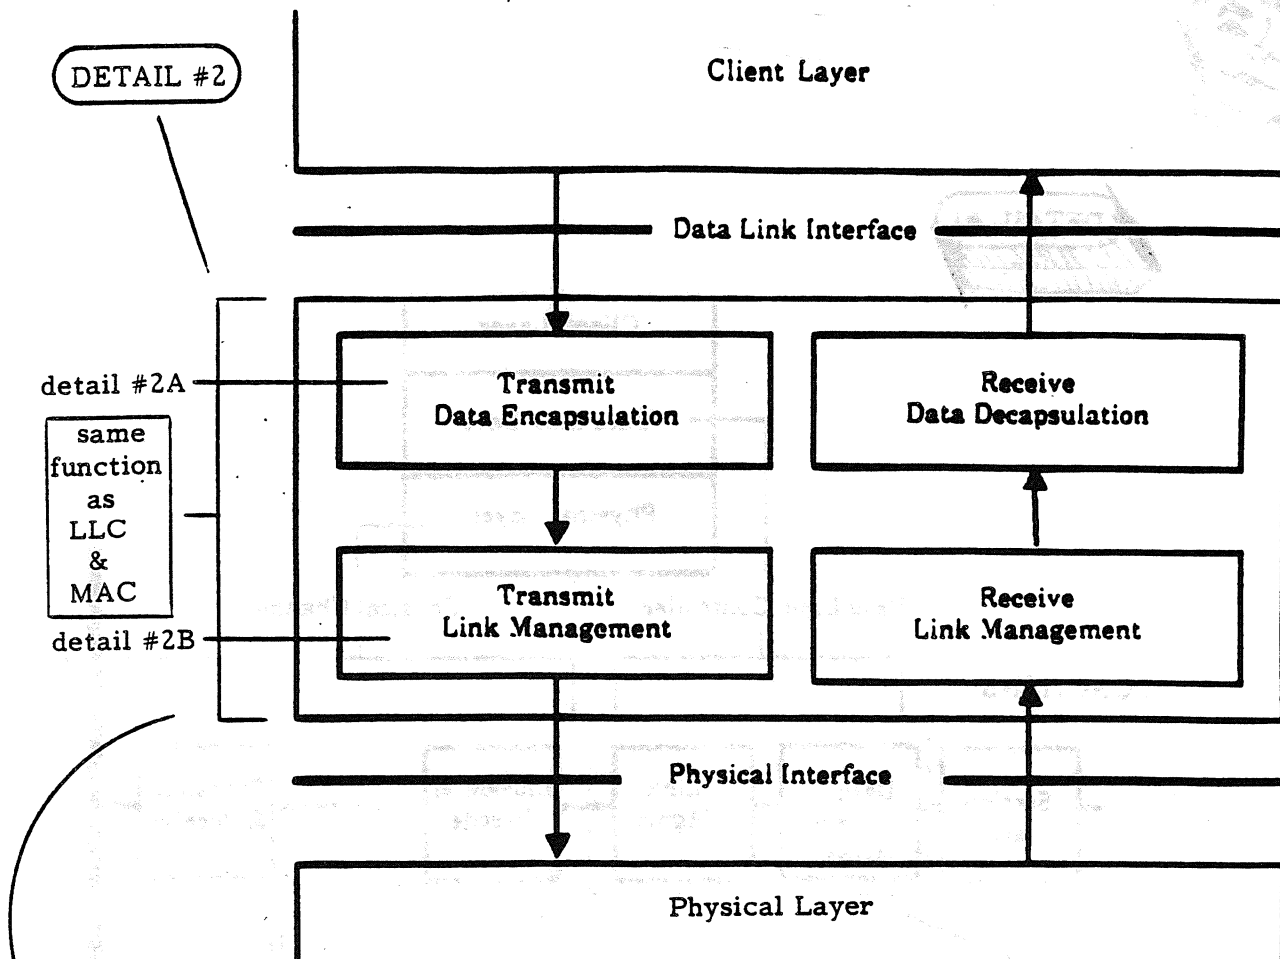 DETAIL #2
Client Layer
Data Link Interface
detail #2A
Transmit
Data Encapsulation
Receive
Data Decapsulation
same
function
as
LLC
&
MAC
detail #2B
Transmit
Link Management
Receive
Link Management
Physical Interface
Physical Layer